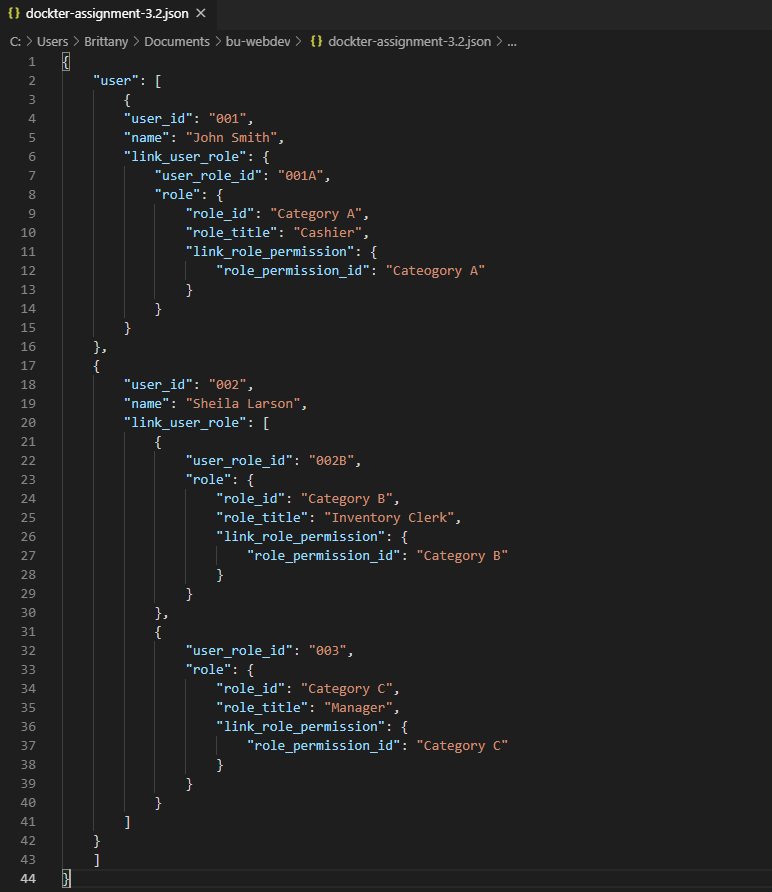 {} dockter-assignment-3.2.json ×
C: > Users > Brittany > Documents > bu-webdev > {} dockter-assignment-3.2.json > ...
1 {
2 "user": [
3 {
4 "user_id": "001",
5 "name": "John Smith",
6 "link_user_role": {
7 "user_role_id": "001A",
8 "role": {
9 "role_id": "Category A",
10 "role_title": "Cashier",
11 "link_role_permission": {
12 "role_permission_id": "Cateogory A"
13 }
14 }
15 }
16 },
17 {
18 "user_id": "002",
19 "name": "Sheila Larson",
20 "link_user_role": [
21 {
22 "user_role_id": "002B",
23 "role": {
24 "role_id": "Category B",
25 "role_title": "Inventory Clerk",
26 "link_role_permission": {
27 "role_permission_id": "Category B"
28 }
29 }
30 },
31 {
32 "user_role_id": "003",
33 "role": {
34 "role_id": "Category C",
35 "role_title": "Manager",
36 "link_role_permission": {
37 "role_permission_id": "Category C"
38 }
39 }
40 }
41 ]
42 }
43 ]
44 }